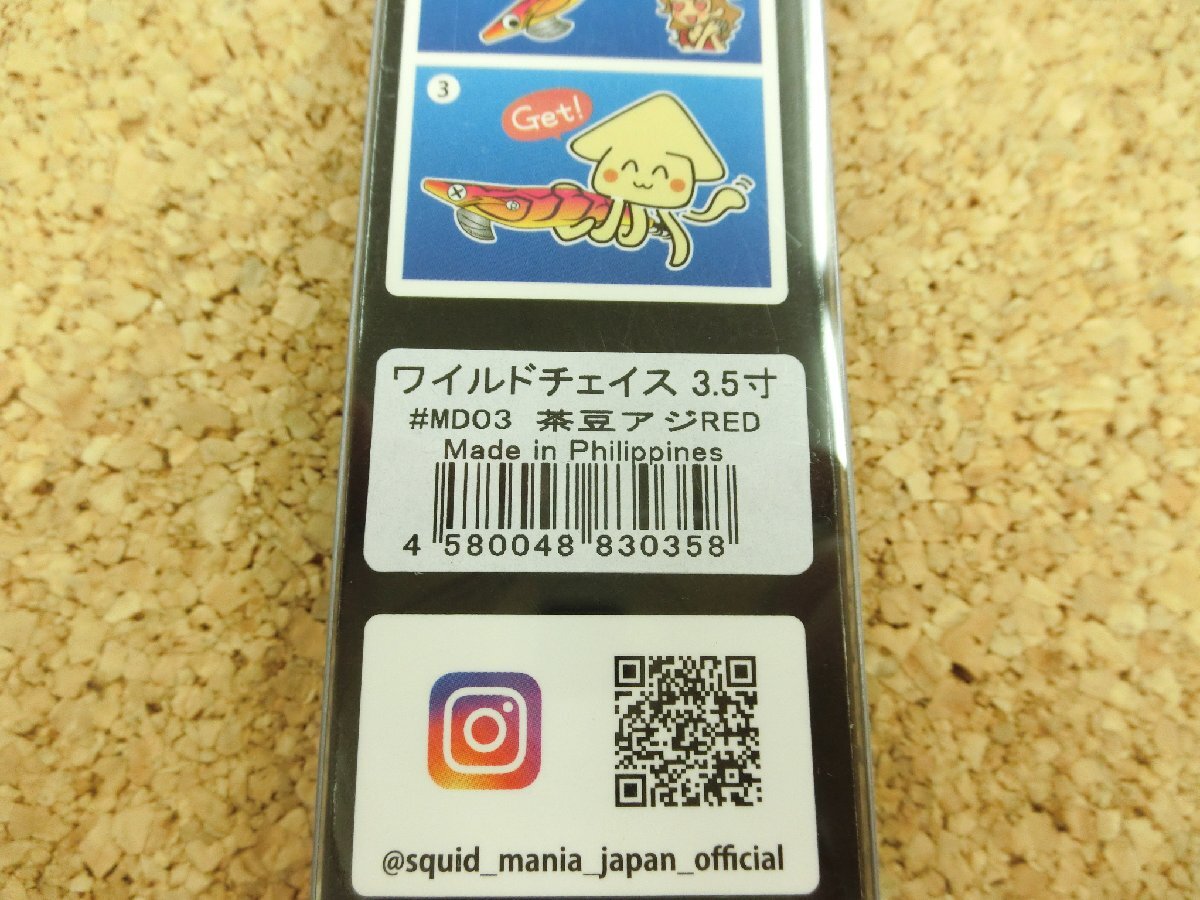 3
Get!
ワイルドチェイス 3.5寸
#MD03 茶豆アジRED
Made in Philippines
4 580048 830358
@squid_mania_japan_official